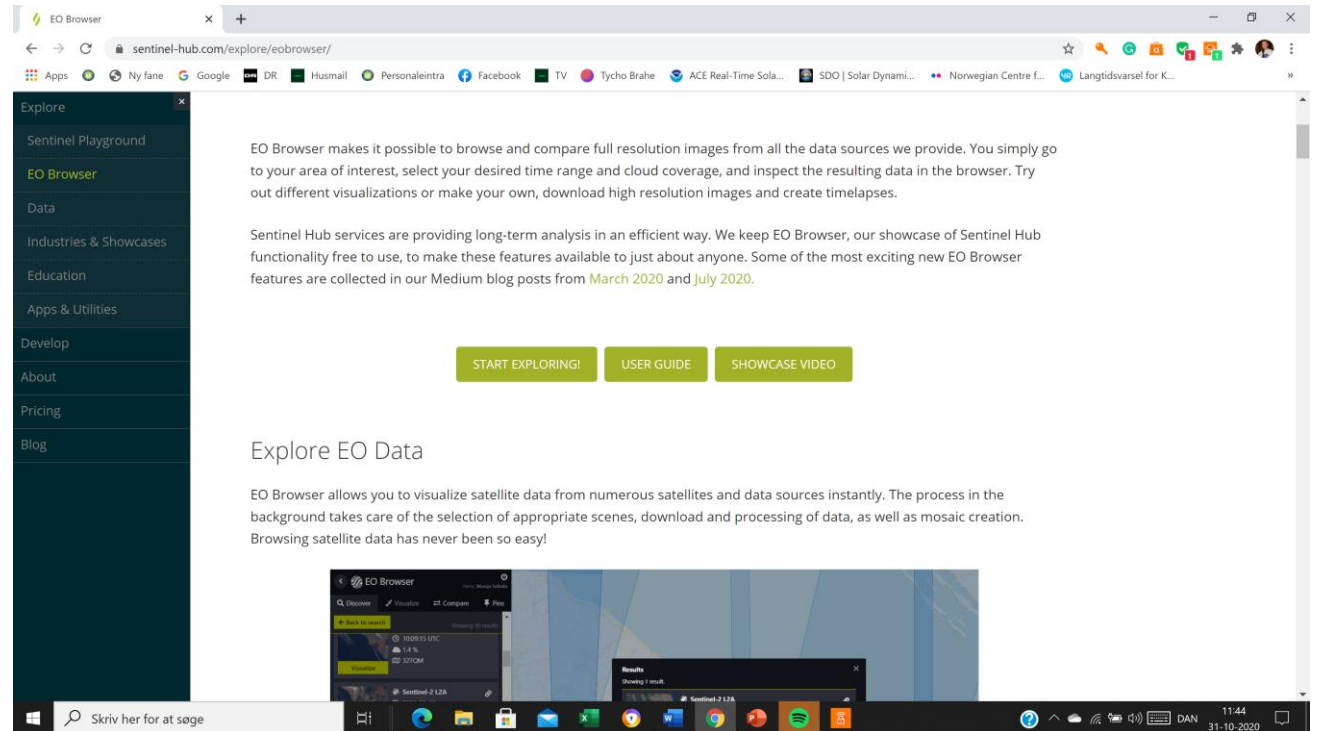 EO Browser
sentinel-hub.com/explore/eobrowser/
Apps Ny fane Google DR Husmail Personaleintra Facebook TV Tycho Brahe ACE Real-Time Sola... SDO | Solar Dynami... Norwegian Centre f... Langtidsvarsel for K... »
Explore
Sentinel Playground
EO Browser
Data
Industries & Showcases
Education
Apps & Utilities
Develop
About
Pricing
Blog
EO Browser makes it possible to browse and compare full resolution images from all the data sources we provide. You simply go
to your area of interest, select your desired time range and cloud coverage, and inspect the resulting data in the browser. Try
out different visualizations or make your own, download high resolution images and create timelapses.
Sentinel Hub services are providing long-term analysis in an efficient way. We keep EO Browser, our showcase of Sentinel Hub
functionality free to use, to make these features available to just about anyone. Some of the most exciting new EO Browser
features are collected in our Medium blog posts from March 2020 and July 2020.
START EXPLORING! USER GUIDE SHOWCASE VIDEO
Explore EO Data
EO Browser allows you to visualize satellite data from numerous satellites and data sources instantly. The process in the
background takes care of the selection of appropriate scenes, download and processing of data, as well as mosaic creation.
Browsing satellite data has never been so easy!
EO Browser
Discover Visualize Compare Pins
Back to search
10:09:15 UTC
1.4 %
32TQM
Visualize
Sentinel-2 L2A
Results
Showing 1 result.
Sentinel-2 L2A
Skriv her for at søge
DAN
11:44
31-10-2020